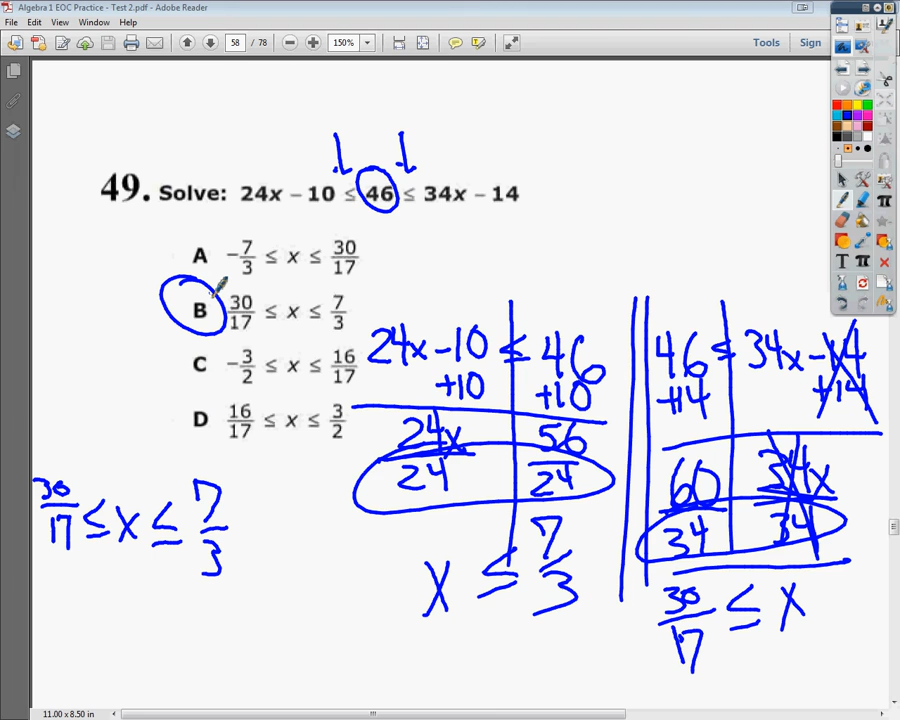 Algebra 1 EOC Practice - Test 2.pdf - Adobe Reader
File Edit View Window Help
58 / 78 150% Tools Sign
49. Solve: 24x − 10 ≤ 46 ≤ 34x − 14
A −7/3 ≤ x ≤ 30/17
B 30/17 ≤ x ≤ 7/3
C −3/2 ≤ x ≤ 16/17
D 16/17 ≤ x ≤ 3/2
24x −10 ≤ 46
+10 +10
24x 56
24 24
x ≤ 7/3
46 ≤ 34x −14
+14 +14
60 34x
34 34
30/17 ≤ x
30/17 ≤ x ≤ 7/3
11.00 x 8.50 in